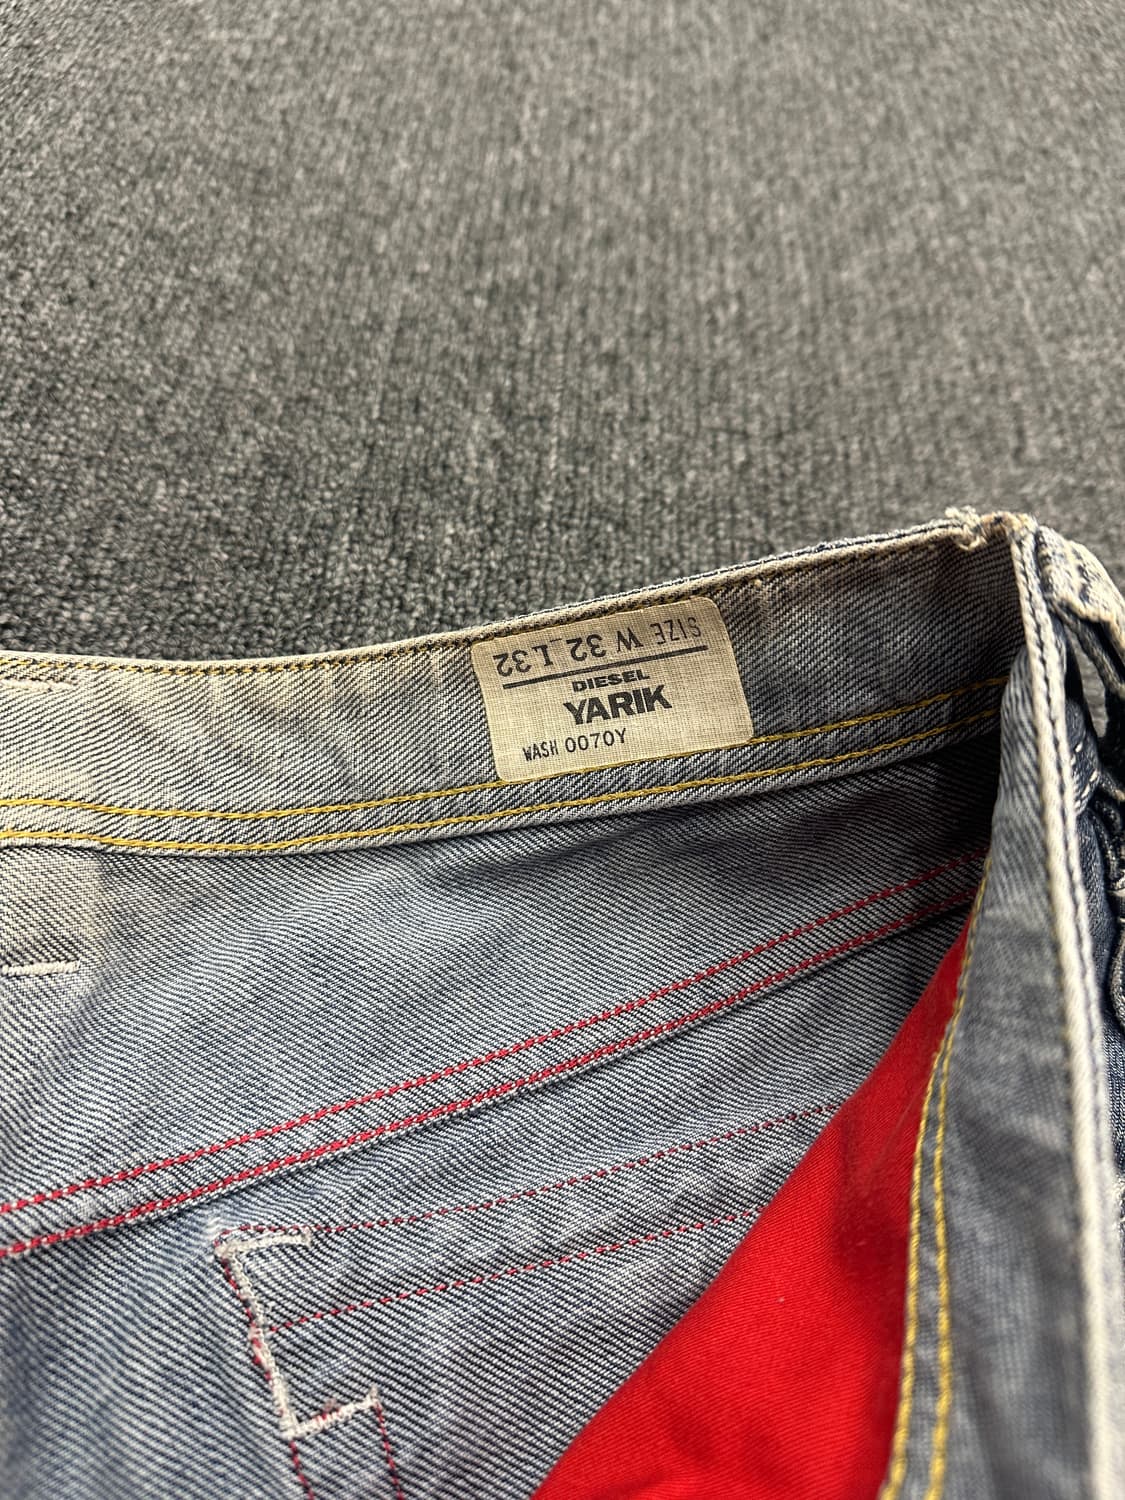 SIZE W 32 L 32
DIESEL
YARIK
WASH 0070Y